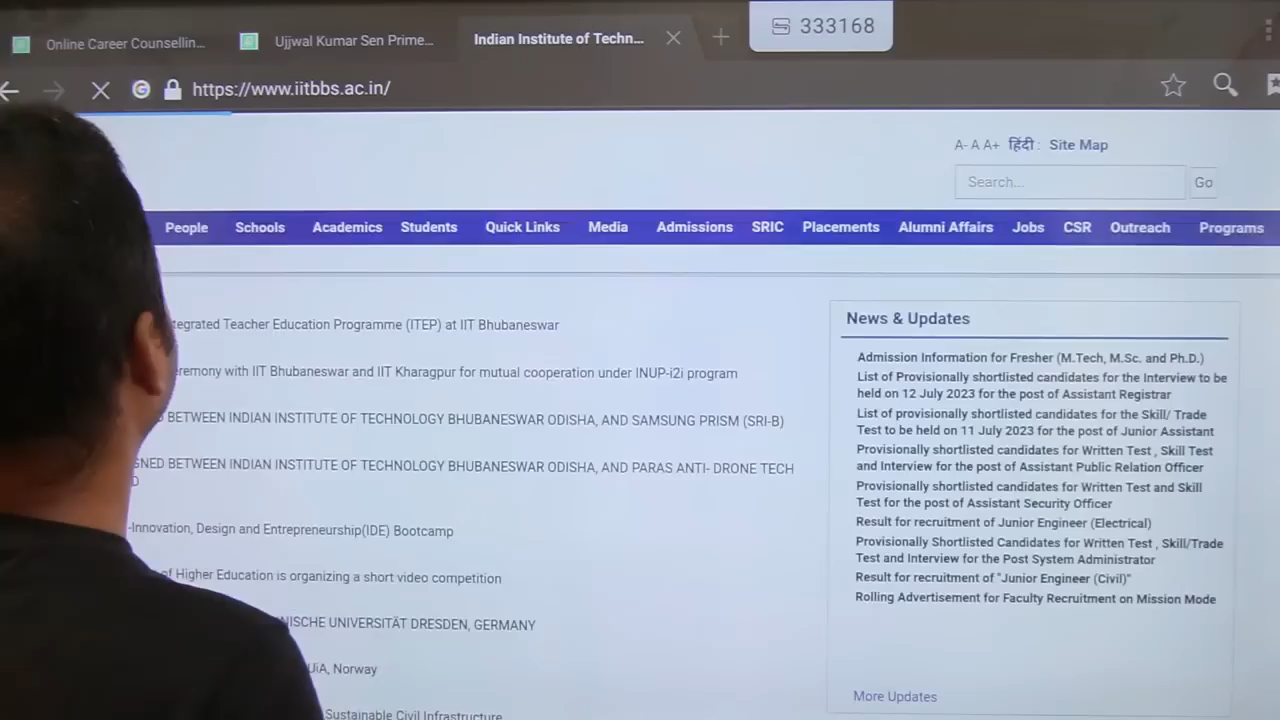 Online Career Counsellin...
Ujjwal Kumar Sen Prime...
Indian Institute of Techn...
333168
https://www.iitbbs.ac.in/
A- A A+ हिंदी : Site Map
Search...
Go
People Schools Academics Students Quick Links Media Admissions SRIC Placements Alumni Affairs Jobs CSR Outreach Programs
tegrated Teacher Education Programme (ITEP) at IIT Bhubaneswar
remony with IIT Bhubaneswar and IIT Kharagpur for mutual cooperation under INUP-i2i program
BETWEEN INDIAN INSTITUTE OF TECHNOLOGY BHUBANESWAR ODISHA, AND SAMSUNG PRISM (SRI-B)
GNED BETWEEN INDIAN INSTITUTE OF TECHNOLOGY BHUBANESWAR ODISHA, AND PARAS ANTI- DRONE TECH
D
-Innovation, Design and Entrepreneurship(IDE) Bootcamp
of Higher Education is organizing a short video competition
NISCHE UNIVERSITÄT DRESDEN, GERMANY
UiA, Norway
Sustainable Civil Infrastructure
News & Updates
Admission Information for Fresher (M.Tech, M.Sc. and Ph.D.)
List of Provisionally shortlisted candidates for the Interview to be
held on 12 July 2023 for the post of Assistant Registrar
List of provisionally shortlisted candidates for the Skill/ Trade
Test to be held on 11 July 2023 for the post of Junior Assistant
Provisionally shortlisted candidates for Written Test , Skill Test
and Interview for the post of Assistant Public Relation Officer
Provisionally shortlisted candidates for Written Test and Skill
Test for the post of Assistant Security Officer
Result for recruitment of Junior Engineer (Electrical)
Provisionally Shortlisted Candidates for Written Test , Skill/Trade
Test and Interview for the Post System Administrator
Result for recruitment of "Junior Engineer (Civil)"
Rolling Advertisement for Faculty Recruitment on Mission Mode
More Updates